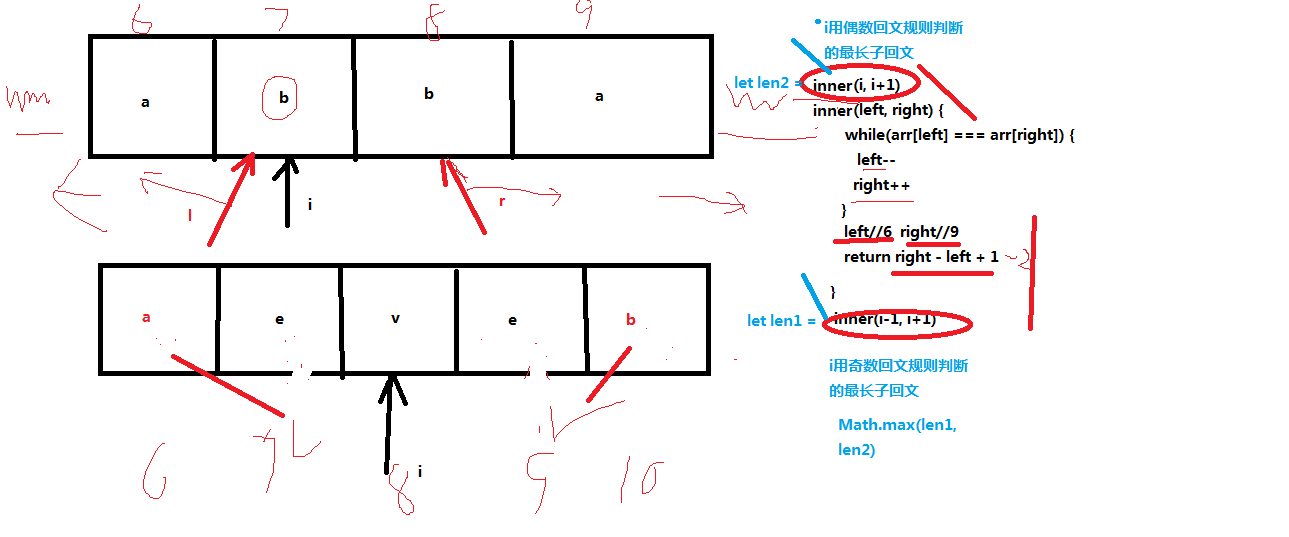 6 7 8 9
a b b a
l i r
a e v e b
6 7 8 9 10
i
i用偶数回文规则判断
的最长子回文
let len2 = inner(i, i+1)
inner(left, right) {
while(arr[left] === arr[right]) {
left--
right++
}
left//6 right//9
return right - left + 1 -2
}
let len1 = inner(i-1, i+1)
i用奇数回文规则判断
的最长子回文
Math.max(len1,
len2)